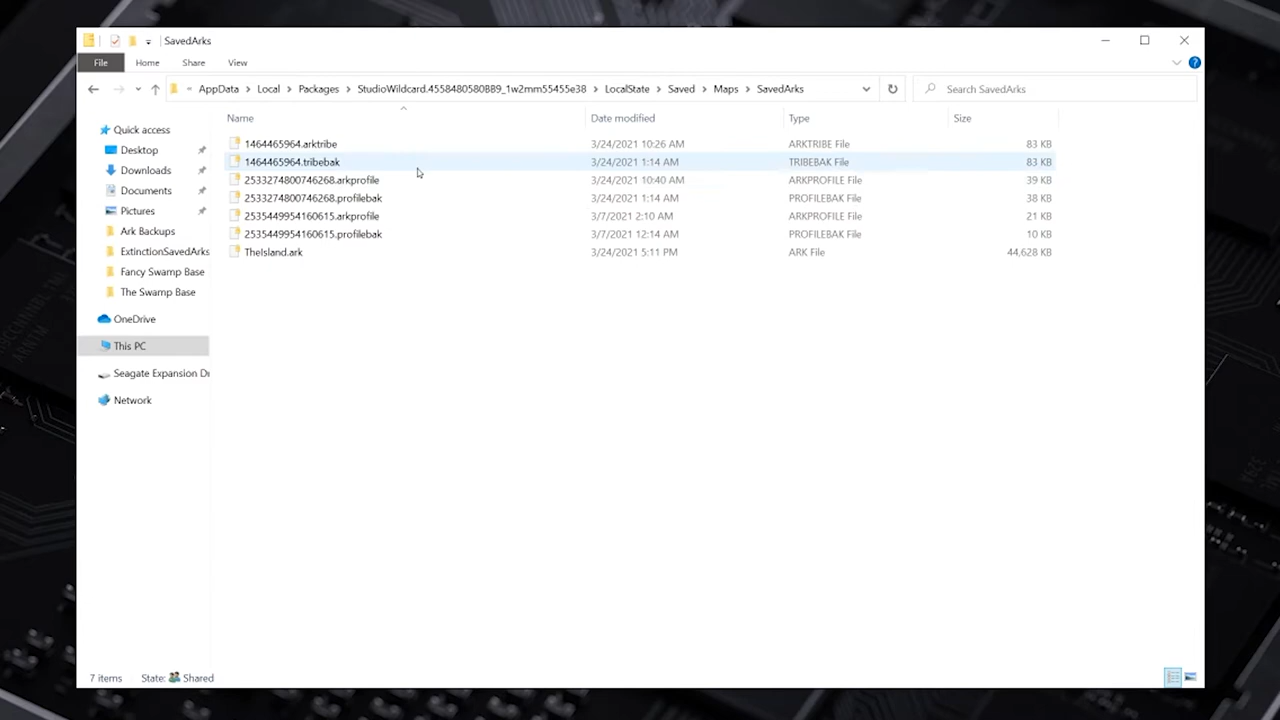 SavedArks
File Home Share View
« AppData > Local > Packages > StudioWildcard.4558480580BB9_1w2mm55455e38 > LocalState > Saved > Maps > SavedArks
Search SavedArks
Name Date modified Type Size
1464465964.arktribe 3/24/2021 10:26 AM ARKTRIBE File 83 KB
1464465964.tribebak 3/24/2021 1:14 AM TRIBEBAK File 83 KB
2533274800746268.arkprofile 3/24/2021 10:40 AM ARKPROFILE File 39 KB
2533274800746268.profilebak 3/24/2021 1:14 AM PROFILEBAK File 38 KB
2535449954160615.arkprofile 3/7/2021 2:10 AM ARKPROFILE File 21 KB
2535449954160615.profilebak 3/7/2021 12:14 AM PROFILEBAK File 10 KB
TheIsland.ark 3/24/2021 5:11 PM ARK File 44,628 KB
Quick access
Desktop
Downloads
Documents
Pictures
Ark Backups
ExtinctionSavedArks
Fancy Swamp Base
The Swamp Base
OneDrive
This PC
Seagate Expansion Dr
Network
7 items State: Shared